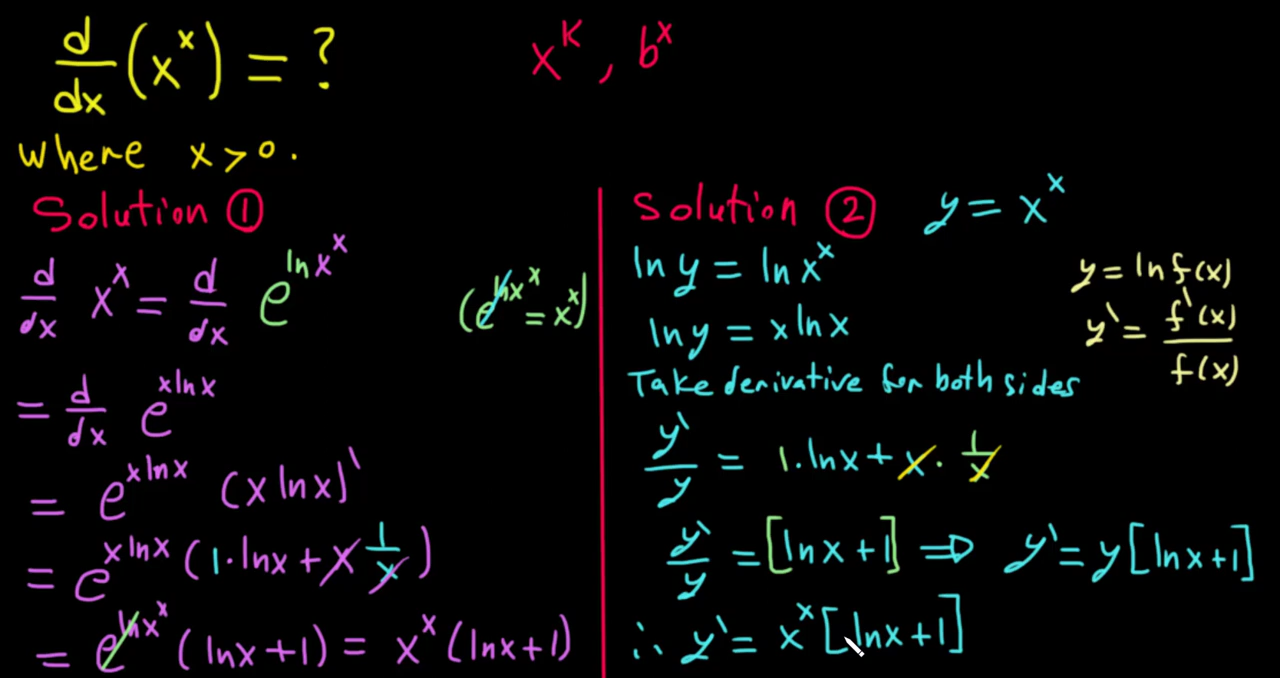 d/dx (x^x) = ?
x^k , b^x
where x > 0 .
Solution ①
d/dx x^x = d/dx e^(ln x^x)
(e^(ln x^x) = x^x)
= d/dx e^(x ln x)
= e^(x ln x) (x ln x)'
= e^(x ln x) (1 · ln x + x 1/x)
= e^(ln x^x) (ln x + 1) = x^x (ln x + 1)
Solution ② y = x^x
ln y = ln x^x
ln y = x ln x
y = ln f(x)
y' = f'(x)/f(x)
Take derivative for both sides
y'/y = 1 · ln x + x · 1/x
y'/y = [ln x + 1] ⇒ y' = y [ln x + 1]
∴ y' = x^x [ln x + 1]